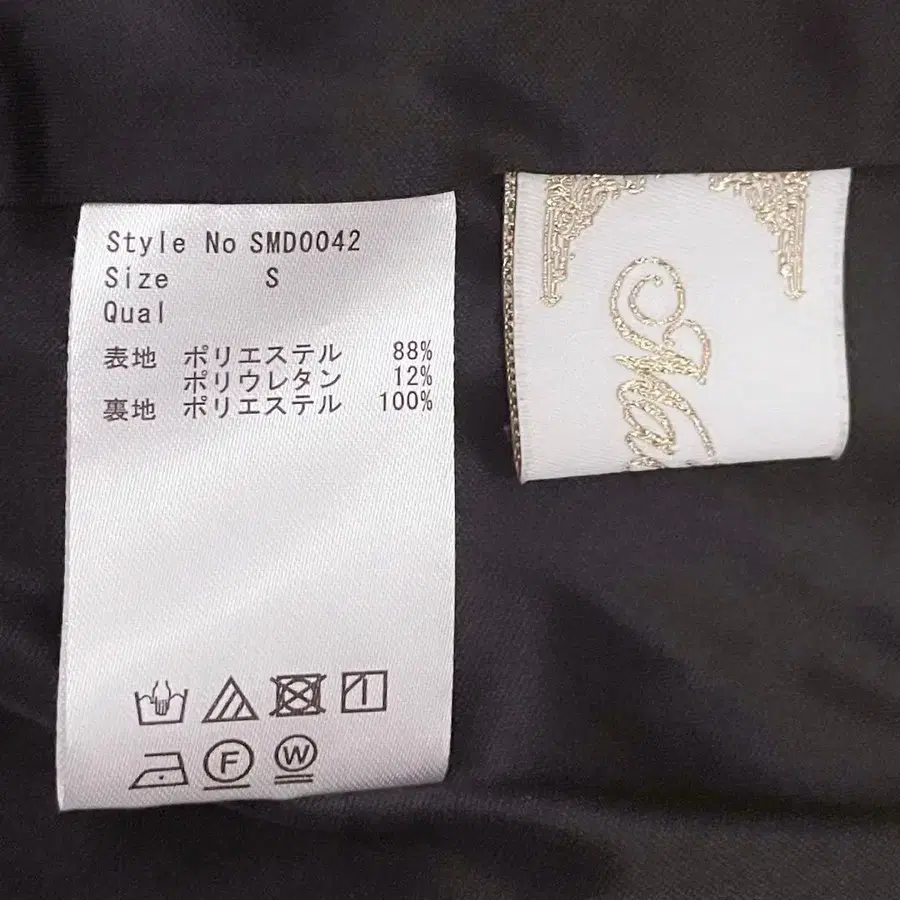 Style No SMD0042
Size S
Qual
表地 ポリエステル 88%
ポリウレタン 12%
裏地 ポリエステル 100%
F
W